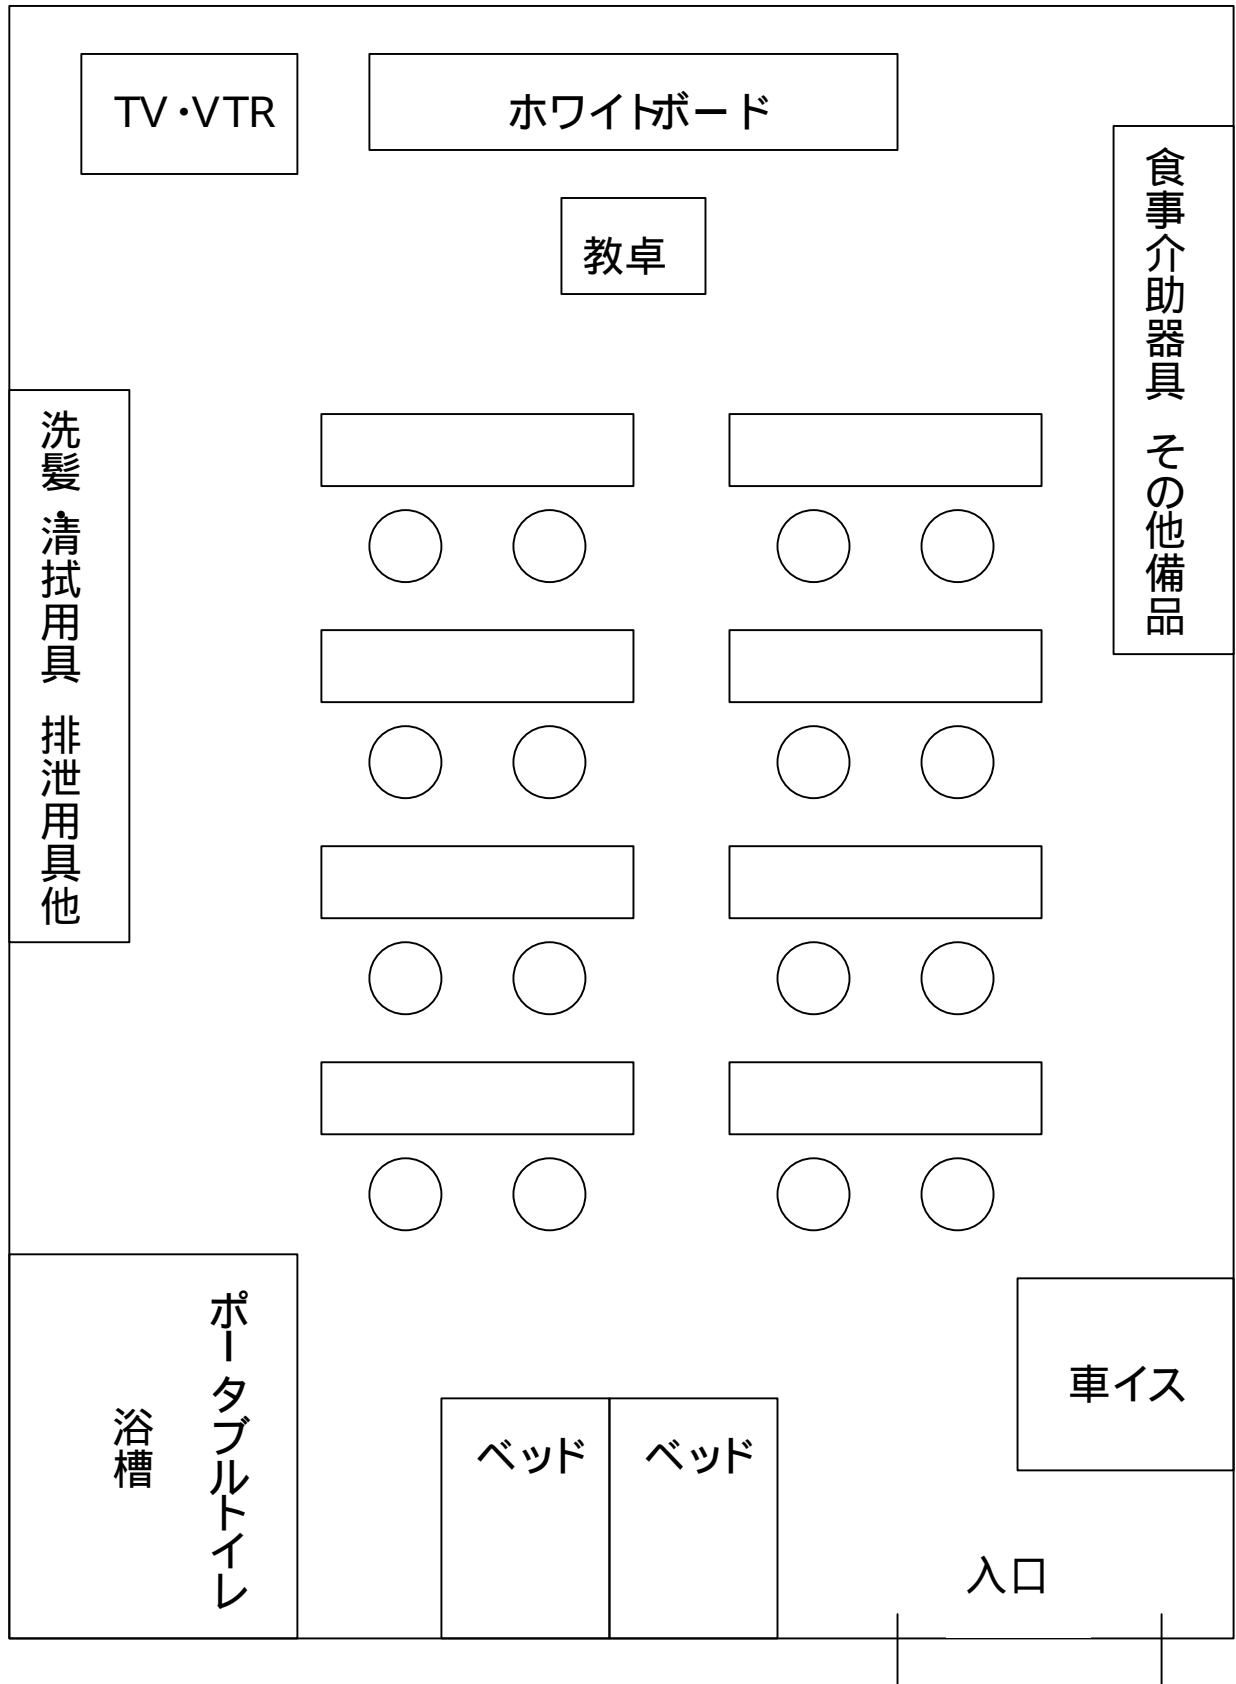 TV・VTR
ホワイトボード
食事介助器具 その他備品
教卓
洗髪・清拭用具 排泄用具他
ポータブルトイレ
浴槽
車イス
ベッド
ベッド
入口